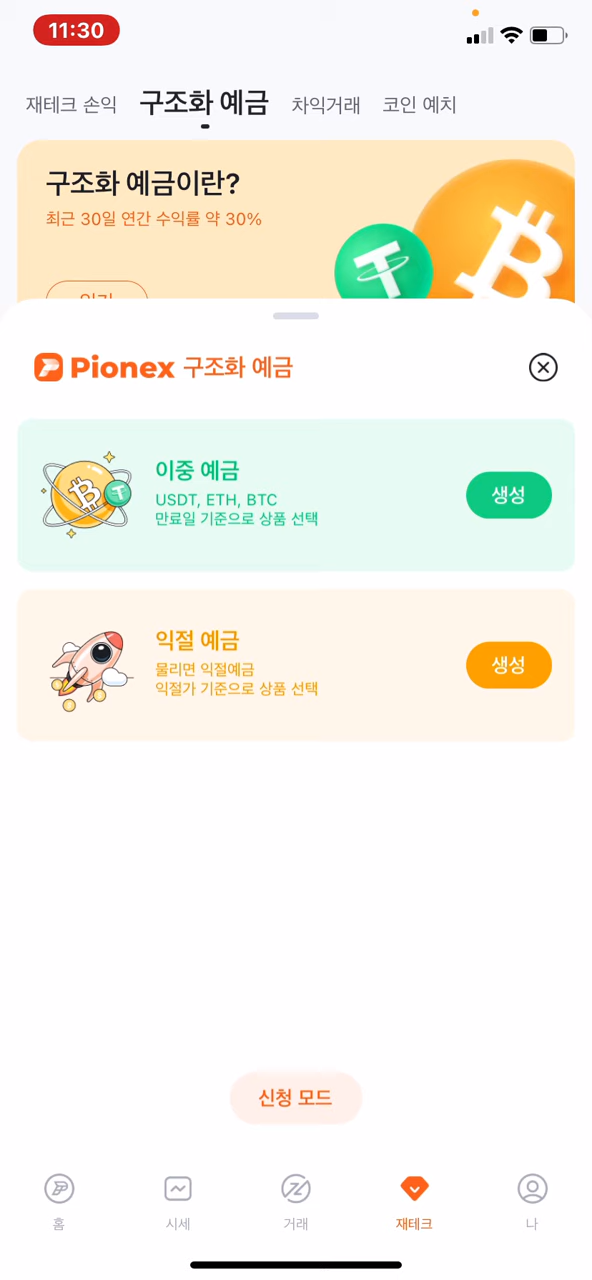 11:30
재테크 손익 구조화 예금 차익거래 코인 예치
구조화 예금이란?
최근 30일 연간 수익률 약 30%
Pionex 구조화 예금
이중 예금
USDT, ETH, BTC
만료일 기준으로 상품 선택
생성
익절 예금
물리면 익절예금
익절가 기준으로 상품 선택
생성
신청 모드
홈 시세 거래 재테크 나